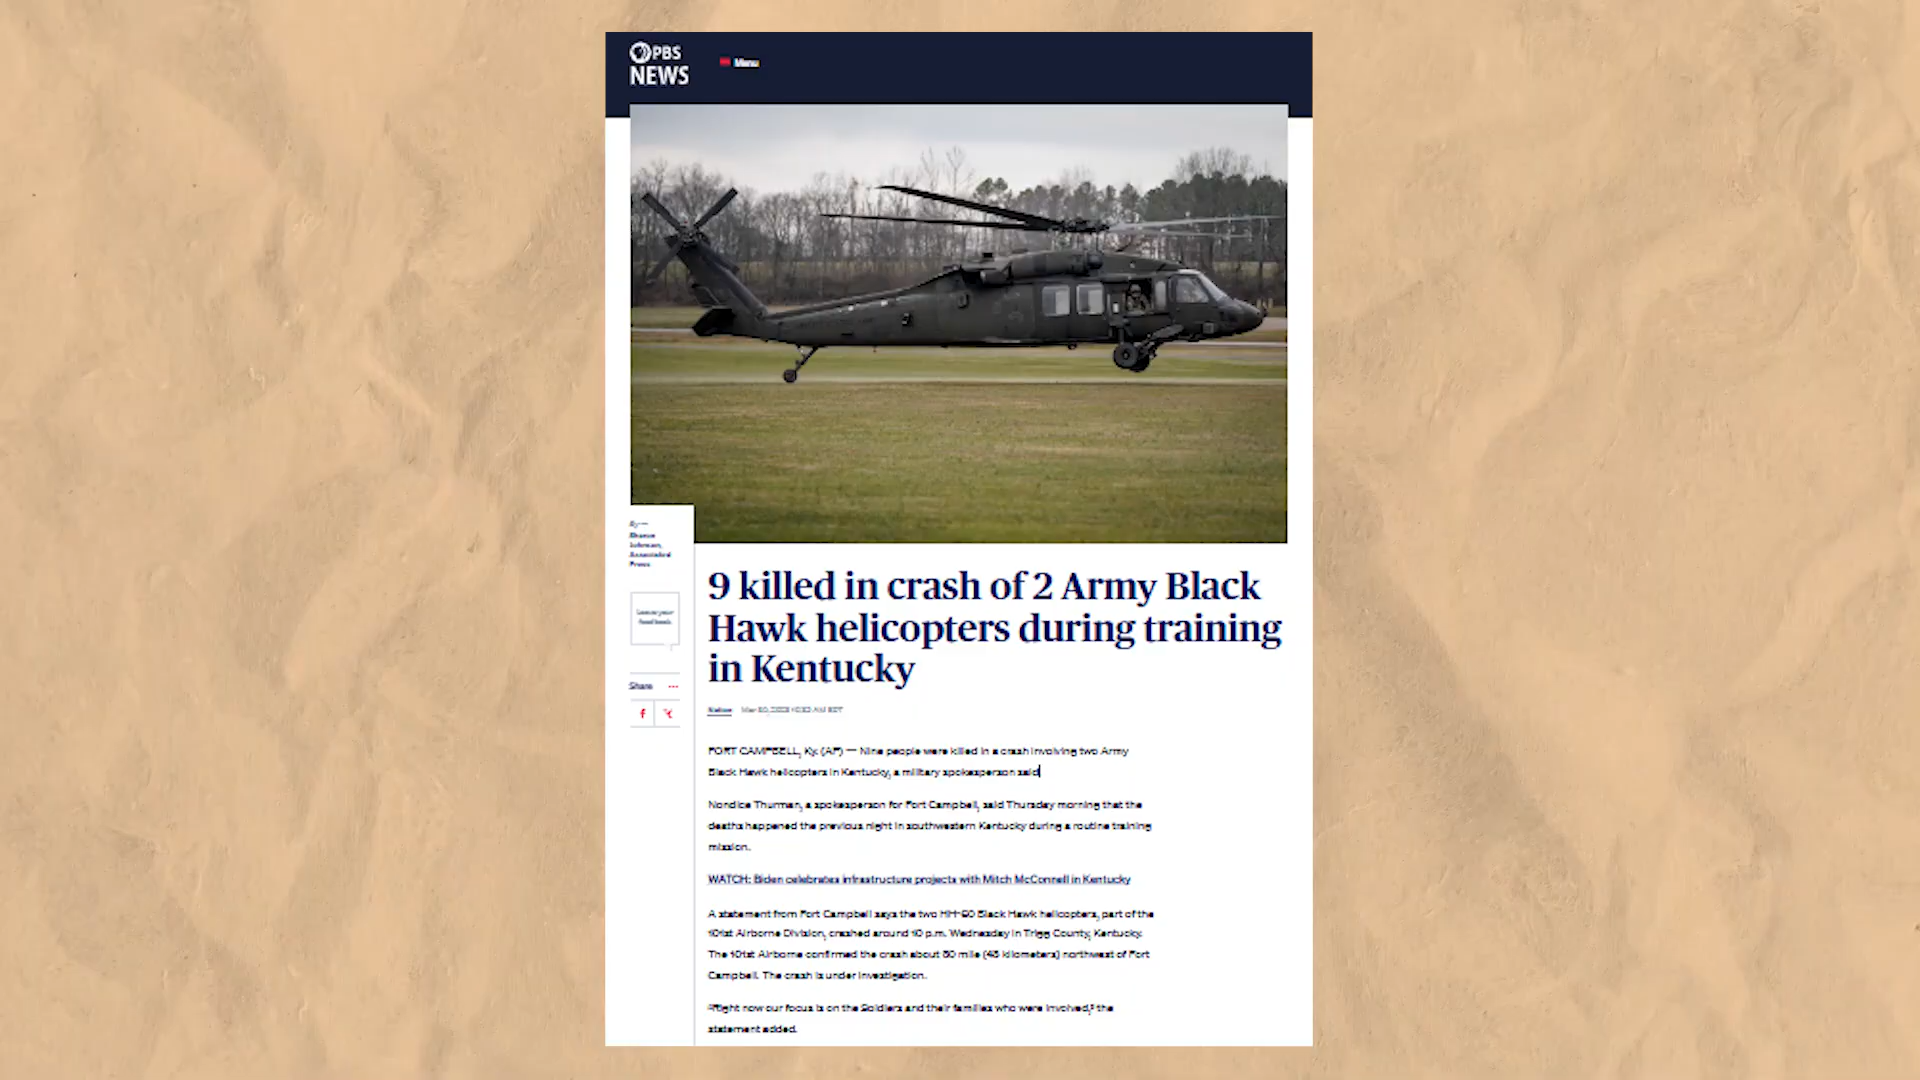 PBS
NEWS
Menu
By —
Johnson,
Associated
Press
Leave your
feedback
Share
9 killed in crash of 2 Army Black
Hawk helicopters during training
in Kentucky
Nation Mar 30, 2023 10:32 AM EDT
FORT CAMPBELL, Ky. (AP) — Nine people were killed in a crash involving two Army
Black Hawk helicopters in Kentucky, a military spokesperson said
Nondice Thurman, a spokesperson for Fort Campbell, said Thursday morning that the
deaths happened the previous night in southwestern Kentucky during a routine training
mission.
WATCH: Biden celebrates infrastructure projects with Mitch McConnell in Kentucky
A statement from Fort Campbell says the two HH-60 Black Hawk helicopters, part of the
101st Airborne Division, crashed around 10 p.m. Wednesday in Trigg County, Kentucky.
The 101st Airborne confirmed the crash about 30 mile (48 kilometers) northwest of Fort
Campbell. The crash is under investigation.
"Right now our focus is on the Soldiers and their families who were involved," the
statement added.